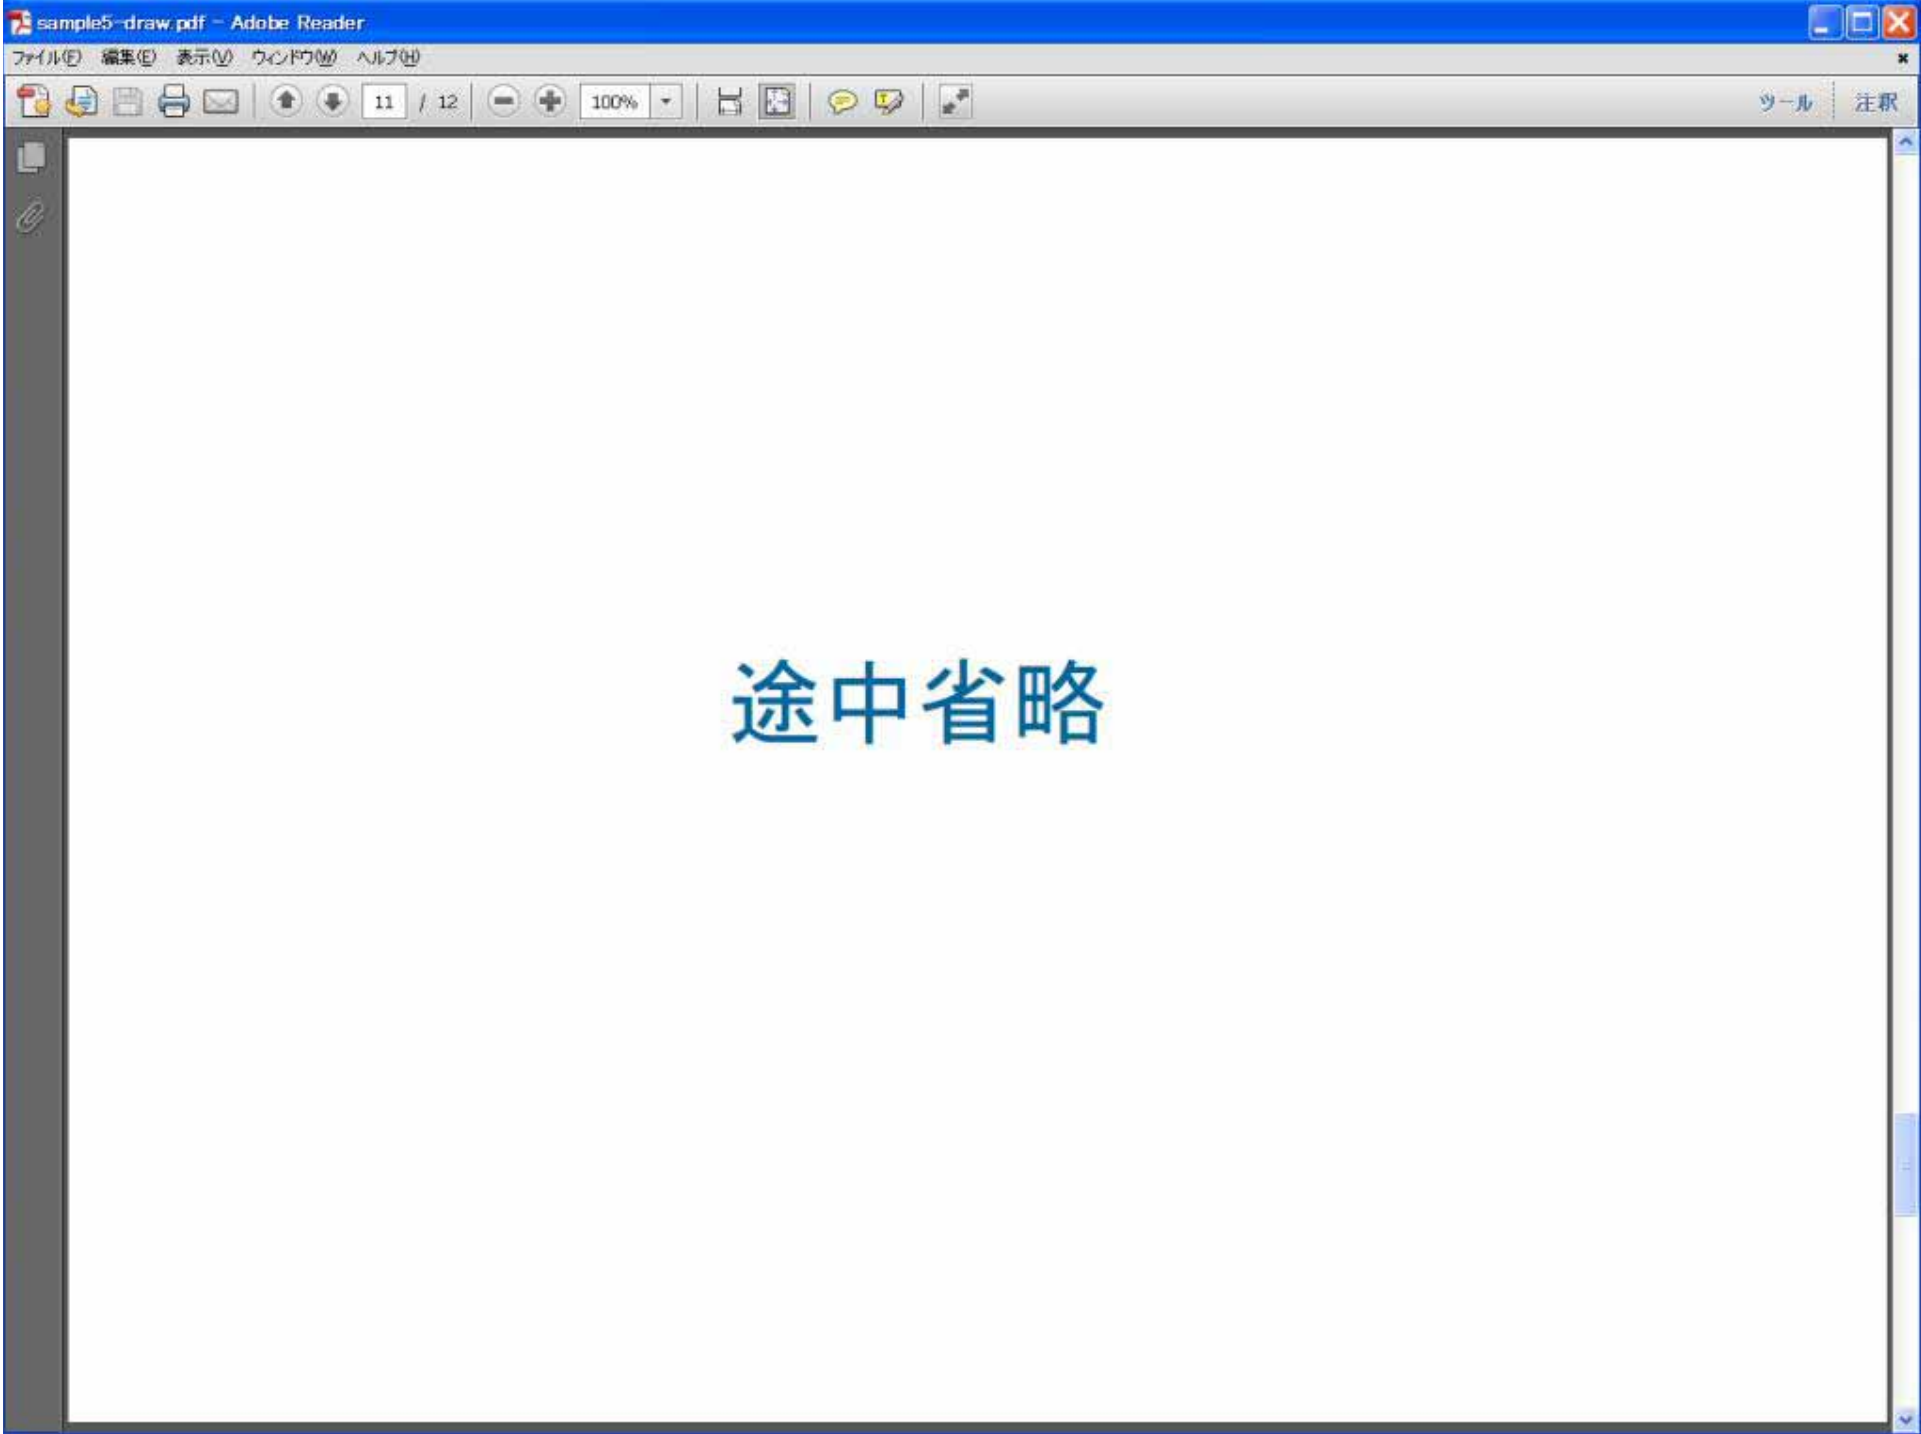 sample5-draw.pdf - Adobe Reader
ファイル(F) 編集(E) 表示(V) ウィンドウ(W) ヘルプ(H)
11 / 12 100% ツール 注釈
途中省略